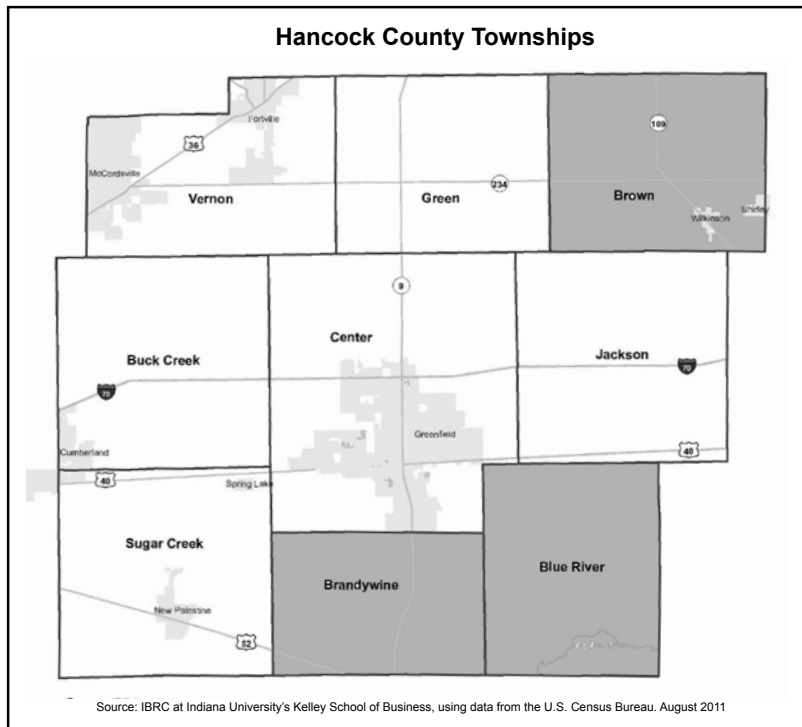 Hancock County Townships
Fortville
109
36
McCordsville
234
Vernon
Green
Brown
Wilkinson
Shirley
9
Center
Buck Creek
Jackson
70
70
Greenfield
Cumberland
40
40
Spring Lake
Sugar Creek
Brandywine
Blue River
New Palestine
52
Source: IBRC at Indiana University's Kelley School of Business, using data from the U.S. Census Bureau. August 2011